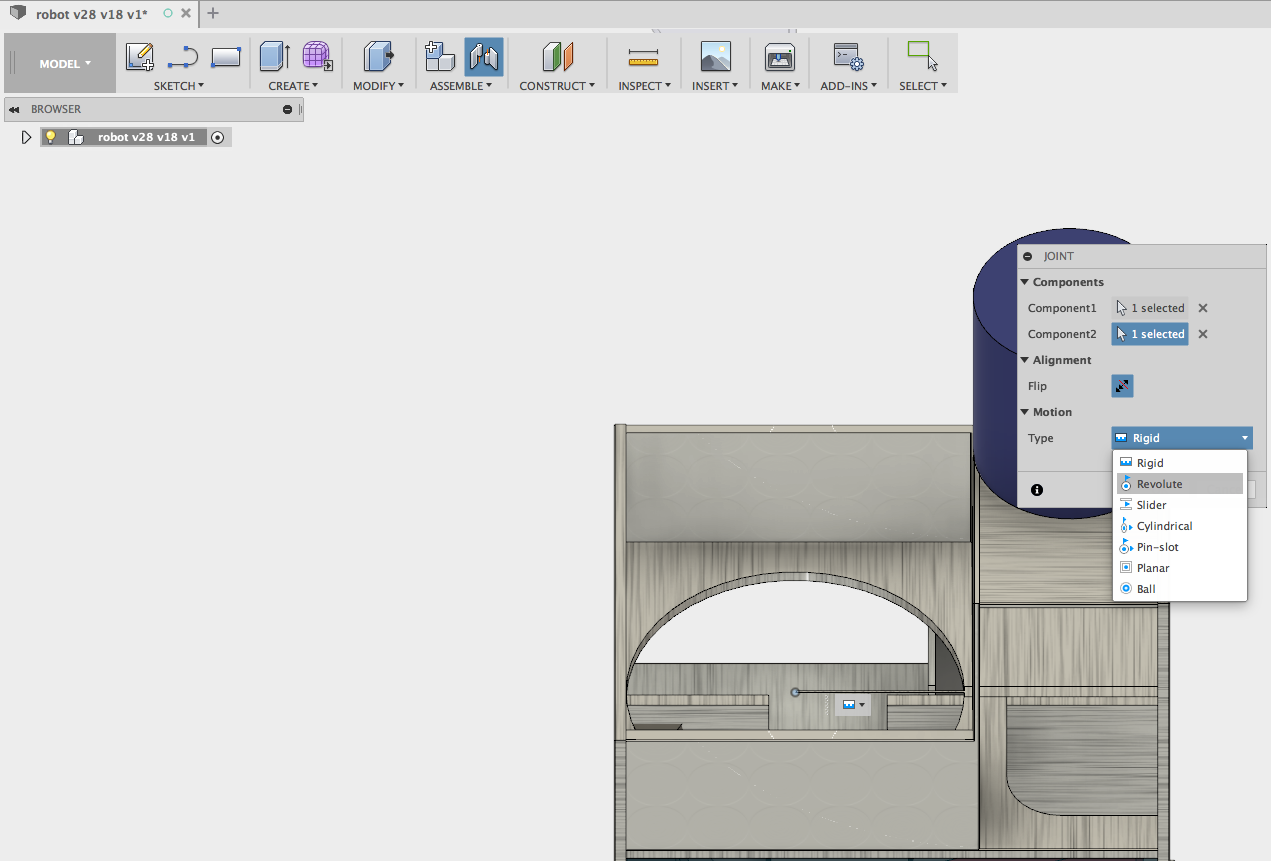 robot v28 v18 v1*
MODEL
SKETCH
CREATE
MODIFY
ASSEMBLE
CONSTRUCT
INSPECT
INSERT
MAKE
ADD-INS
SELECT
BROWSER
robot v28 v18 v1
JOINT
Components
Component1 1 selected
Component2 1 selected
Alignment
Flip
Motion
Type Rigid
Rigid
Revolute
Slider
Cylindrical
Pin-slot
Planar
Ball